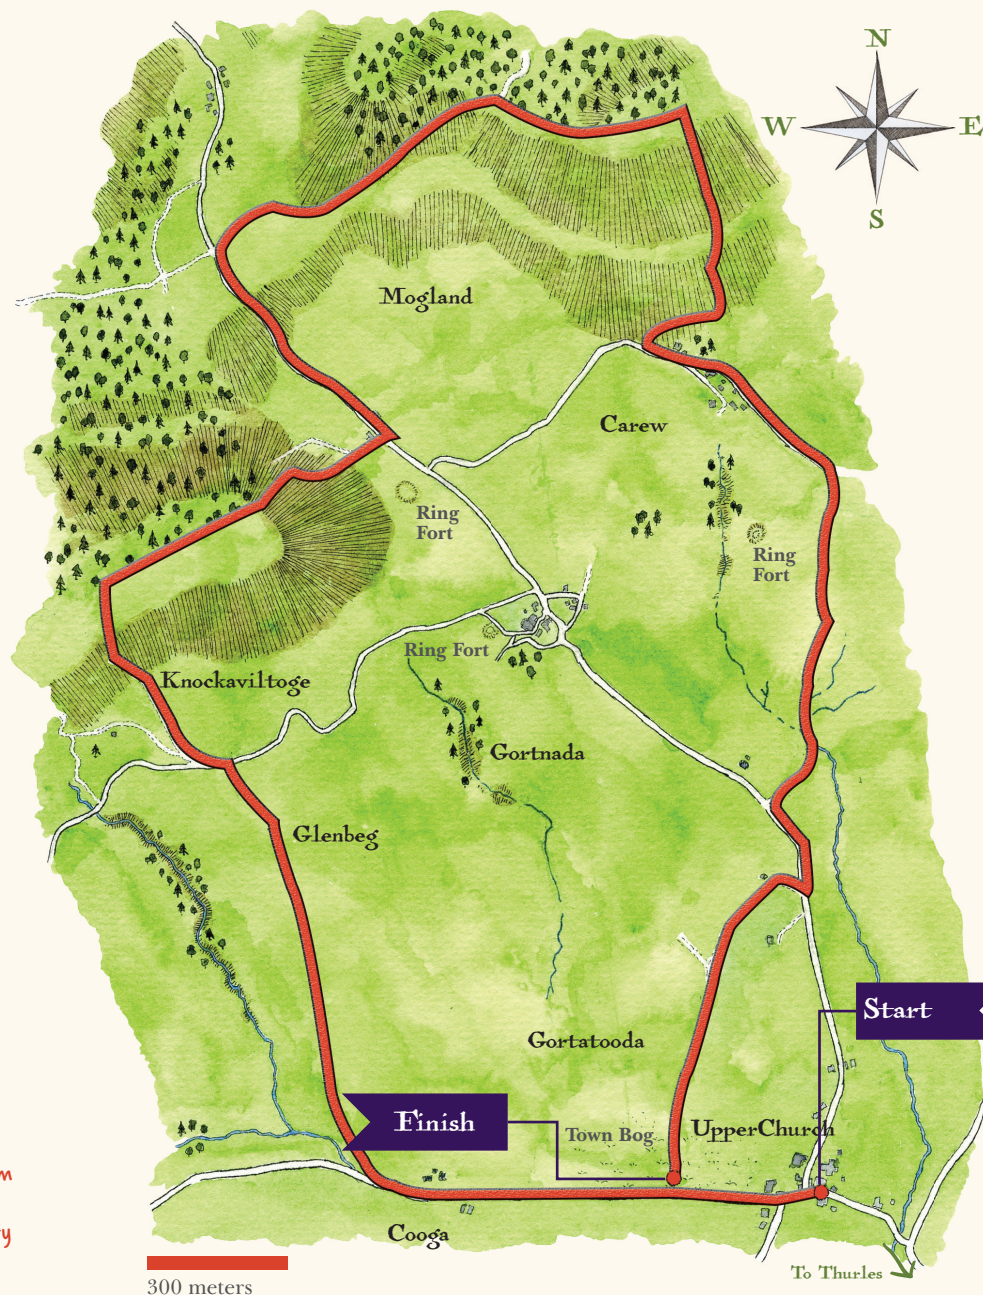 N
W E
S
Mogland
Carew
Ring
Fort
Ring
Fort
Ring Fort
Knockaviltoge
Gortnada
Glenbeg
Start
Gortatooda
Finish
Town Bog
UpperChurch
Cooga
To Thurles
300 meters